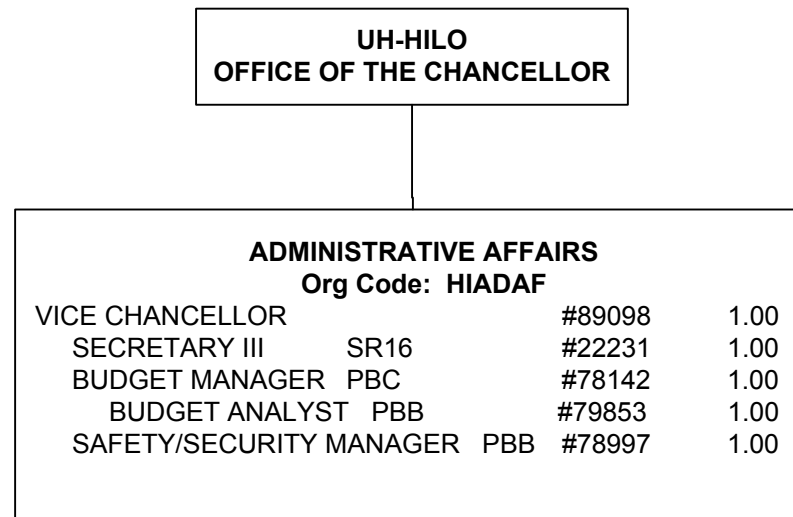 UH-HILO
OFFICE OF THE CHANCELLOR
ADMINISTRATIVE AFFAIRS
Org Code: HIADAF
VICE CHANCELLOR #89098 1.00
SECRETARY III SR16 #22231 1.00
BUDGET MANAGER PBC #78142 1.00
BUDGET ANALYST PBB #79853 1.00
SAFETY/SECURITY MANAGER PBB #78997 1.00